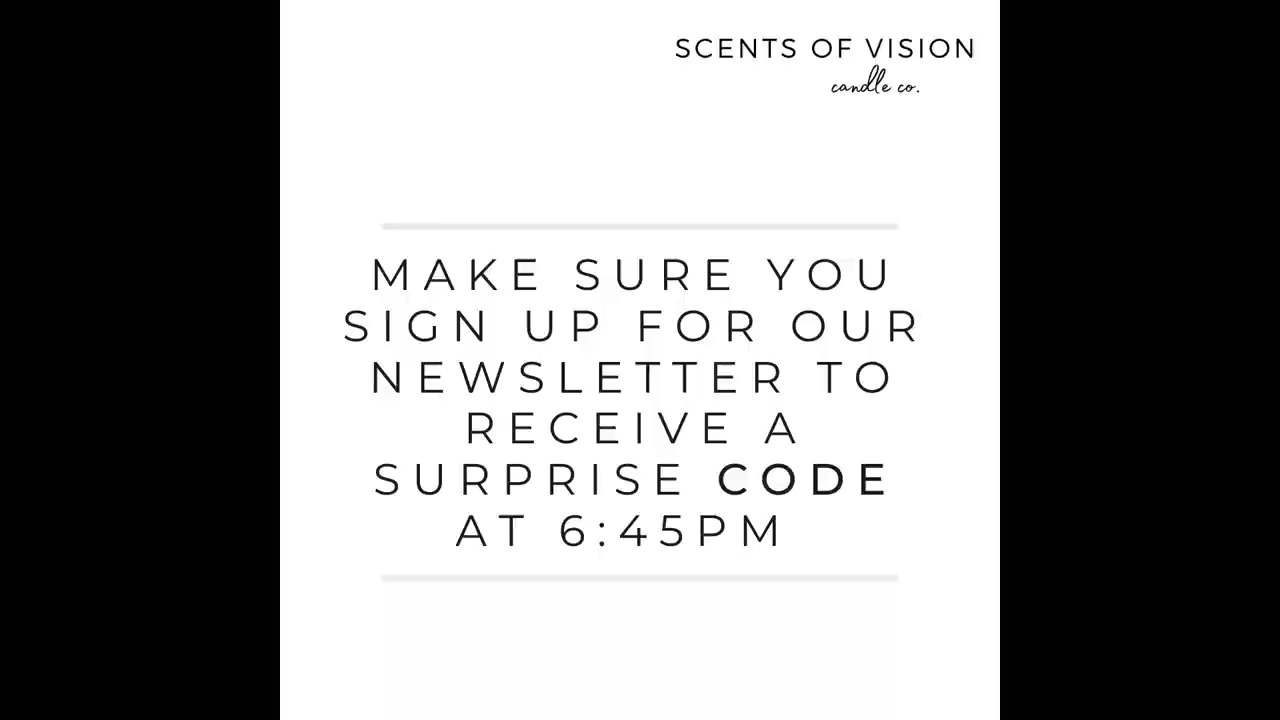 SCENTS OF VISION
candle co.
MAKE SURE YOU
SIGN UP FOR OUR
NEWSLETTER TO
RECEIVE A
SURPRISE CODE
AT 6:45PM